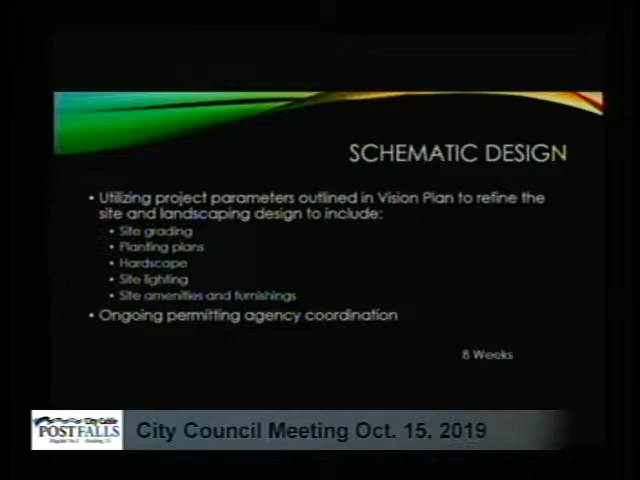 SCHEMATIC DESIGN
• Utilizing project parameters outlined in Vision Plan to refine the
site and landscaping design to include:
• Site grading
• Planting plans
• Hardscape
• Site lighting
• Site amenities and furnishings
• Ongoing permitting agency coordination
8 Weeks
City Cable
POST FALLS
City Council Meeting Oct. 15, 2019